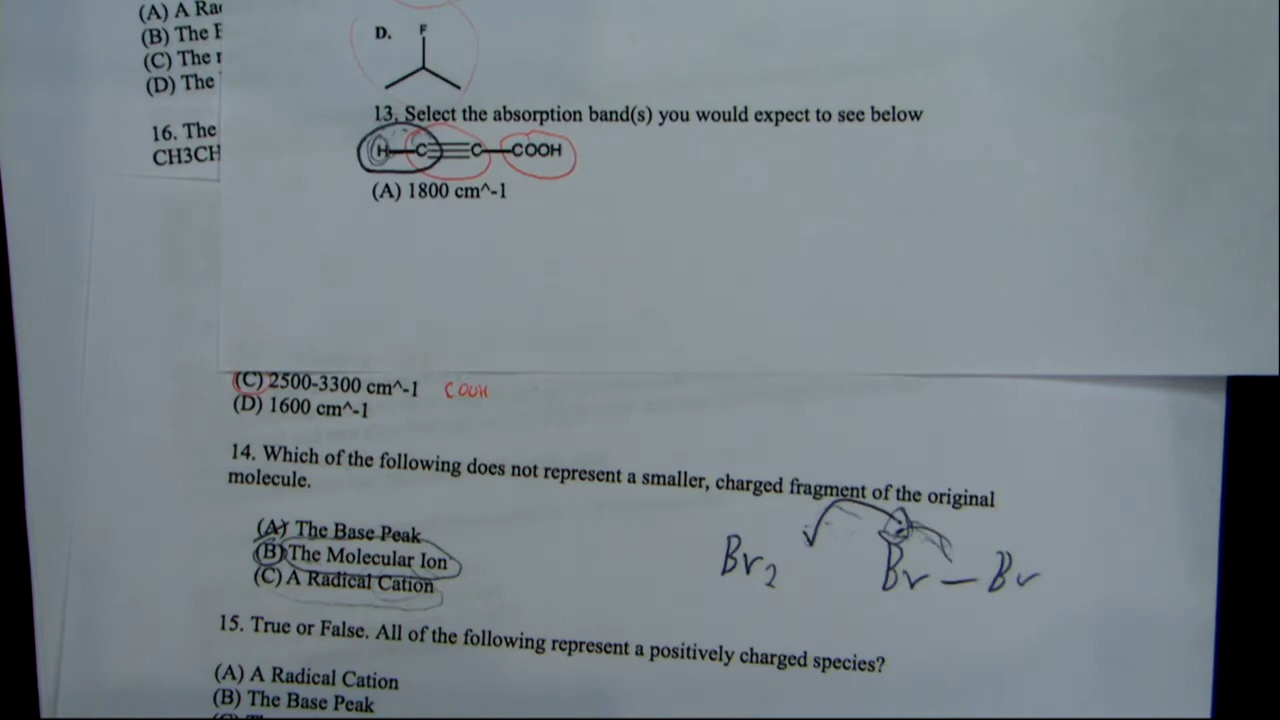 (A) A
(B) The
(C) The
(D) The
16. The
CH3CH
D. F
13. Select the absorption band(s) you would expect to see below
H—C≡C—COOH
(A) 1800 cm^-1
(C) 2500-3300 cm^-1 COOH
(D) 1600 cm^-1
14. Which of the following does not represent a smaller, charged fragment of the original
molecule.
(A) The Base Peak
(B) The Molecular Ion
(C) A Radical Cation
Br2 Br — Br
15. True or False. All of the following represent a positively charged species?
(A) A Radical Cation
(B) The Base Peak